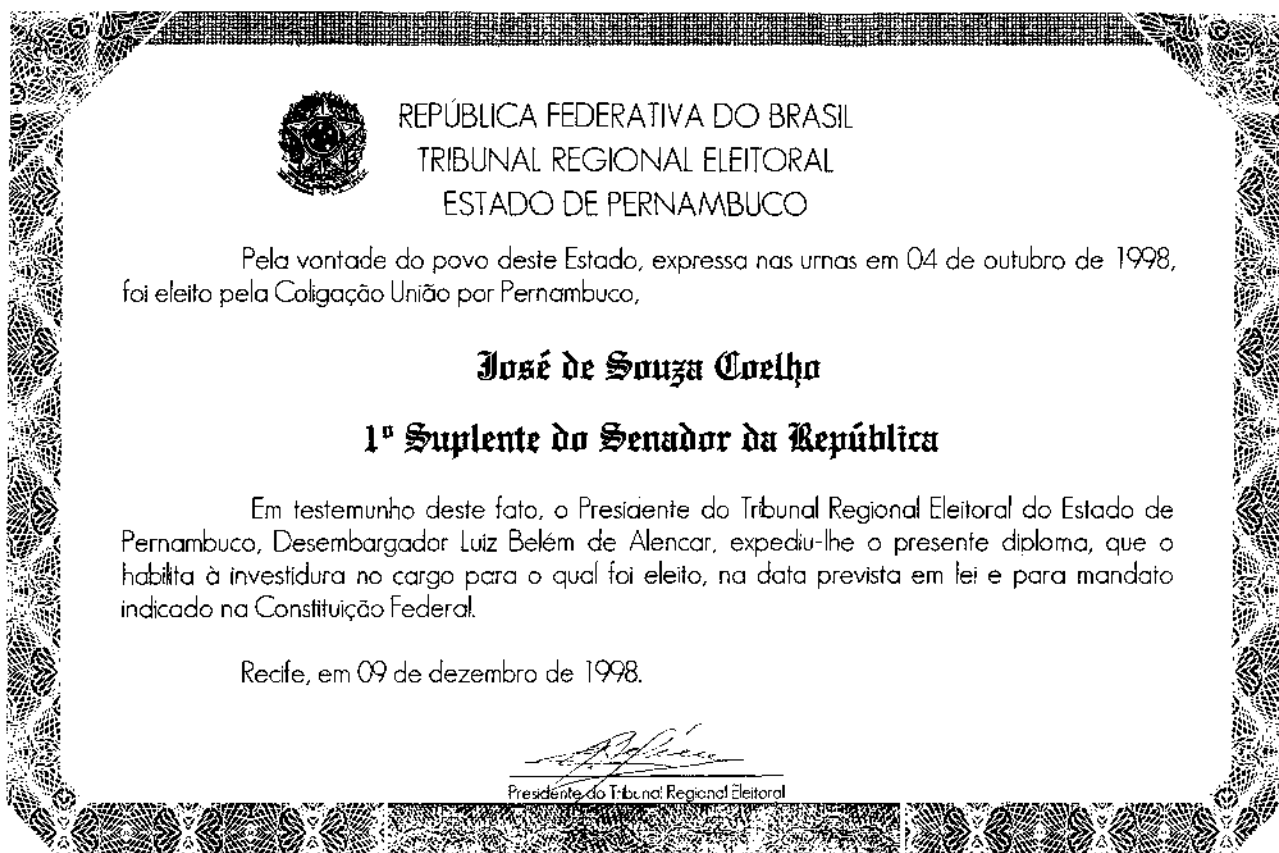 REPÚBLICA FEDERATIVA DO BRASIL
TRIBUNAL REGIONAL ELEITORAL
ESTADO DE PERNAMBUCO
Pela vontade do povo deste Estado, expressa nas urnas em 04 de outubro de 1998,
foi eleito pela Coligação União por Pernambuco,
José de Souza Coelho
1º Suplente do Senador da República
Em testemunho deste fato, o Presidente do Tribunal Regional Eleitoral do Estado de
Pernambuco, Desembargador Luiz Belém de Alencar, expediu-lhe o presente diploma, que o
habilita à investidura no cargo para o qual foi eleito, na data prevista em lei e para mandato
indicado na Constituição Federal.
Recife, em 09 de dezembro de 1998.
Presidente do Tribunal Regional Eleitoral